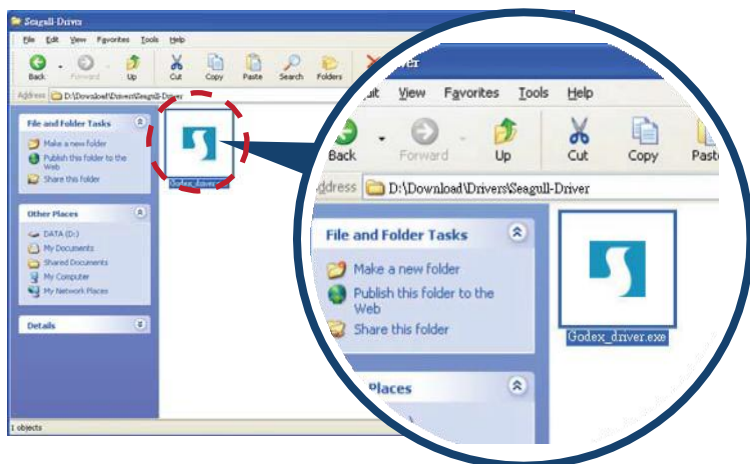 Seagull-Driver
File Edit View Favorites Tools Help
Back Forward Up Cut Copy Paste Search Folders
Address D:\Download\Drivers\Seagull-Driver
File and Folder Tasks
Make a new folder
Publish this folder to the
Web
Share this folder
Other Places
DATA (D:)
My Documents
Shared Documents
My Computer
My Network Places
Details
1 objects
Godex_driver.exe
View Favorites Tools Help
Back Forward Up Cut Copy
Address D:\Download\Drivers\Seagull-Driver
File and Folder Tasks
Make a new folder
Publish this folder to the
Web
Share this folder
Places
Godex_driver.exe